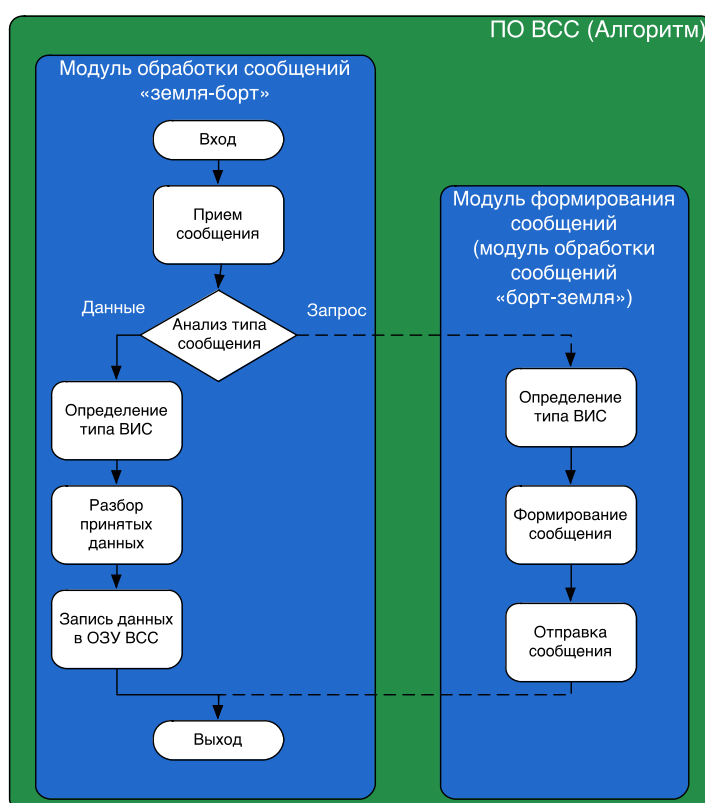 ПО ВСС (Алгоритм)
Модуль обработки сообщений
«земля-борт»
Вход
Прием
сообщения
Данные
Анализ типа
сообщения
Запрос
Определение
типа ВИС
Разбор
принятых
данных
Запись данных
в ОЗУ ВСС
Выход
Модуль формирования
сообщений
(модуль обработки
сообщений
«борт-земля»)
Определение
типа ВИС
Формирование
сообщения
Отправка
сообщения